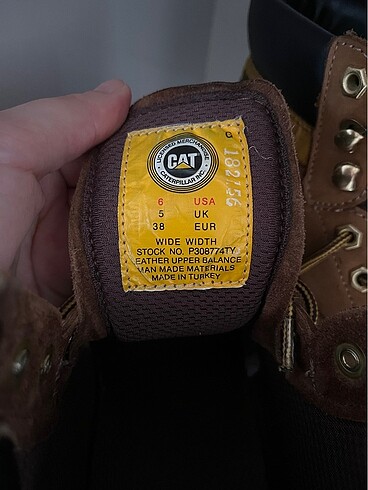 LICENSED MERCHANDISE
CAT
CATERPILLAR INC.
G 182156
6 USA
5 UK
38 EUR
WIDE WIDTH
STOCK NO. P308774TY
EATHER UPPER BALANCE
MAN MADE MATERIALS
MADE IN TURKEY